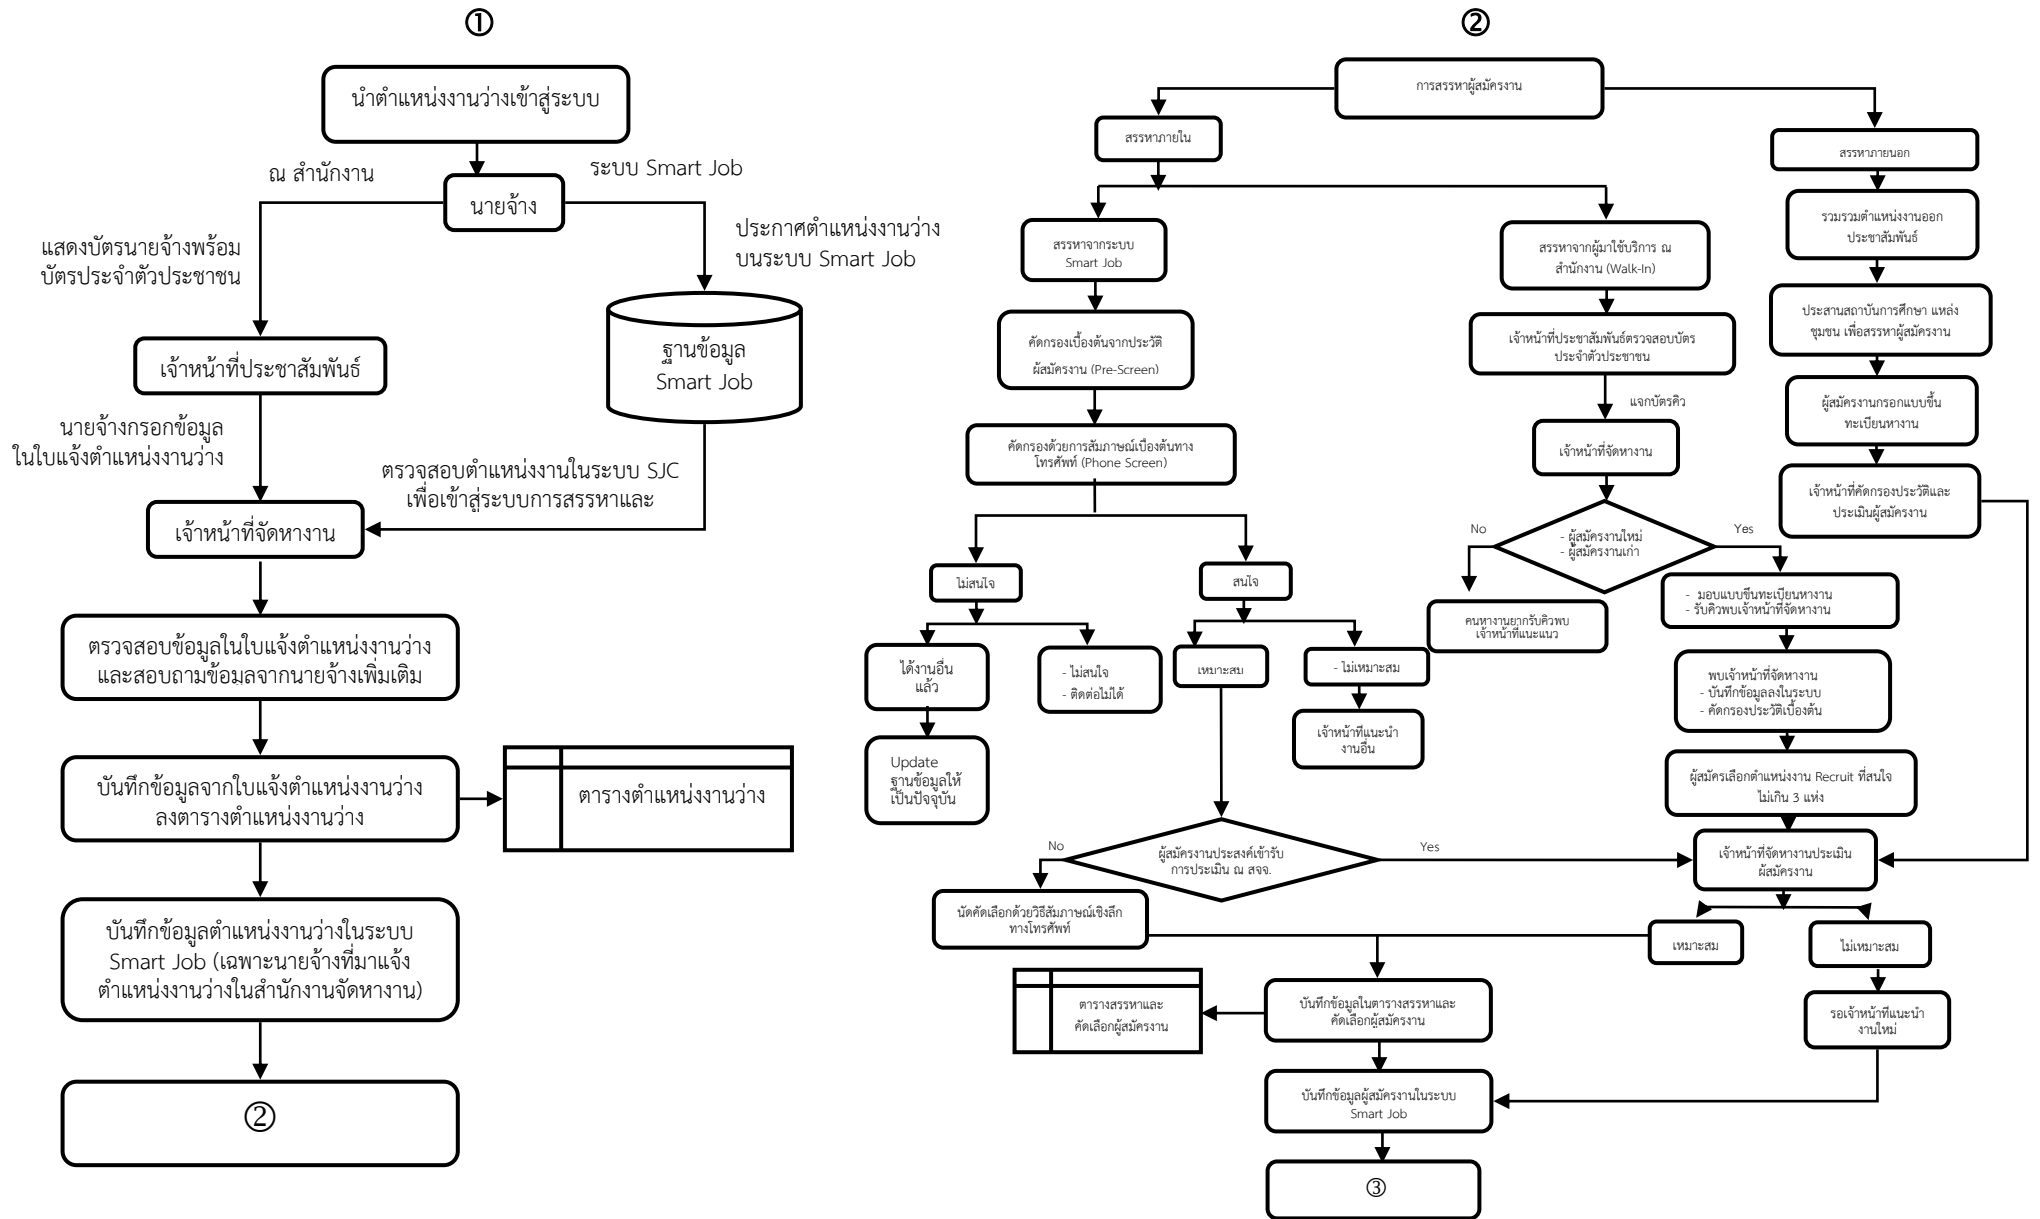 ①
นำตำแหน่งงานว่างเข้าสู่ระบบ
ณ สำนักงาน
ระบบ Smart Job
นายจ้าง
แสดงบัตรนายจ้างพร้อม
บัตรประจำตัวประชาชน
ประกาศตำแหน่งงานว่าง
บนระบบ Smart Job
เจ้าหน้าที่ประชาสัมพันธ์
ฐานข้อมูล
Smart Job
นายจ้างกรอกข้อมูล
ในใบแจ้งตำแหน่งงานว่าง
ตรวจสอบตำแหน่งงานในระบบ SJC
เพื่อเข้าสู่ระบบการสรรหาและ
เจ้าหน้าที่จัดหางาน
ตรวจสอบข้อมูลในใบแจ้งตำแหน่งงานว่าง
และสอบถามข้อมูลจากนายจ้างเพิ่มเติม
บันทึกข้อมูลจากใบแจ้งตำแหน่งงานว่าง
ลงตารางตำแหน่งงานว่าง
ตารางตำแหน่งงานว่าง
บันทึกข้อมูลตำแหน่งงานว่างในระบบ
Smart Job (เฉพาะนายจ้างที่มาแจ้ง
ตำแหน่งงานว่างในสำนักงานจัดหางาน)
②
②
การสรรหาผู้สมัครงาน
สรรหาภายใน
สรรหาภายนอก
สรรหาจากระบบ
Smart Job
สรรหาจากผู้มาใช้บริการ ณ
สำนักงาน (Walk-In)
รวมรวมตำแหน่งงานออก
ประชาสัมพันธ์
คัดกรองเบื้องต้นจากประวัติ
ผู้สมัครงาน (Pre-Screen)
เจ้าหน้าที่ประชาสัมพันธ์ตรวจสอบบัตร
ประจำตัวประชาชน
ประสานสถาบันการศึกษา แหล่ง
ชุมชน เพื่อสรรหาผู้สมัครงาน
แจกบัตรคิว
ผู้สมัครงานกรอกแบบขึ้น
ทะเบียนหางาน
คัดกรองด้วยการสัมภาษณ์เบื้องต้นทาง
โทรศัพท์ (Phone Screen)
เจ้าหน้าที่จัดหางาน
เจ้าหน้าที่คัดกรองประวัติและ
ประเมินผู้สมัครงาน
No
- ผู้สมัครงานใหม่
- ผู้สมัครงานเก่า
Yes
ไม่สนใจ
สนใจ
คนหางานยากรับคิวพบ
เจ้าหน้าที่แนะแนว
- มอบแบบขึ้นทะเบียนหางาน
- รับคิวพบเจ้าหน้าที่จัดหางาน
ได้งานอื่น
แล้ว
- ไม่สนใจ
- ติดต่อไม่ได้
เหมาะสม
- ไม่เหมาะสม
พบเจ้าหน้าที่จัดหางาน
- บันทึกข้อมูลลงในระบบ
- คัดกรองประวัติเบื้องต้น
Update
ฐานข้อมูลให้
เป็นปัจจุบัน
เจ้าหน้าที่แนะนำ
งานอื่น
ผู้สมัครเลือกตำแหน่งงาน Recruit ที่สนใจ
ไม่เกิน 3 แห่ง
No
ผู้สมัครงานประสงค์เข้ารับ
การประเมิน ณ สจจ.
Yes
เจ้าหน้าที่จัดหางานประเมิน
ผู้สมัครงาน
นัดคัดเลือกด้วยวิธีสัมภาษณ์เชิงลึก
ทางโทรศัพท์
เหมาะสม
ไม่เหมาะสม
ตารางสรรหาและ
คัดเลือกผู้สมัครงาน
บันทึกข้อมูลในตารางสรรหาและ
คัดเลือกผู้สมัครงาน
รอเจ้าหน้าที่แนะนำ
งานใหม่
บันทึกข้อมูลผู้สมัครงานในระบบ
Smart Job
③